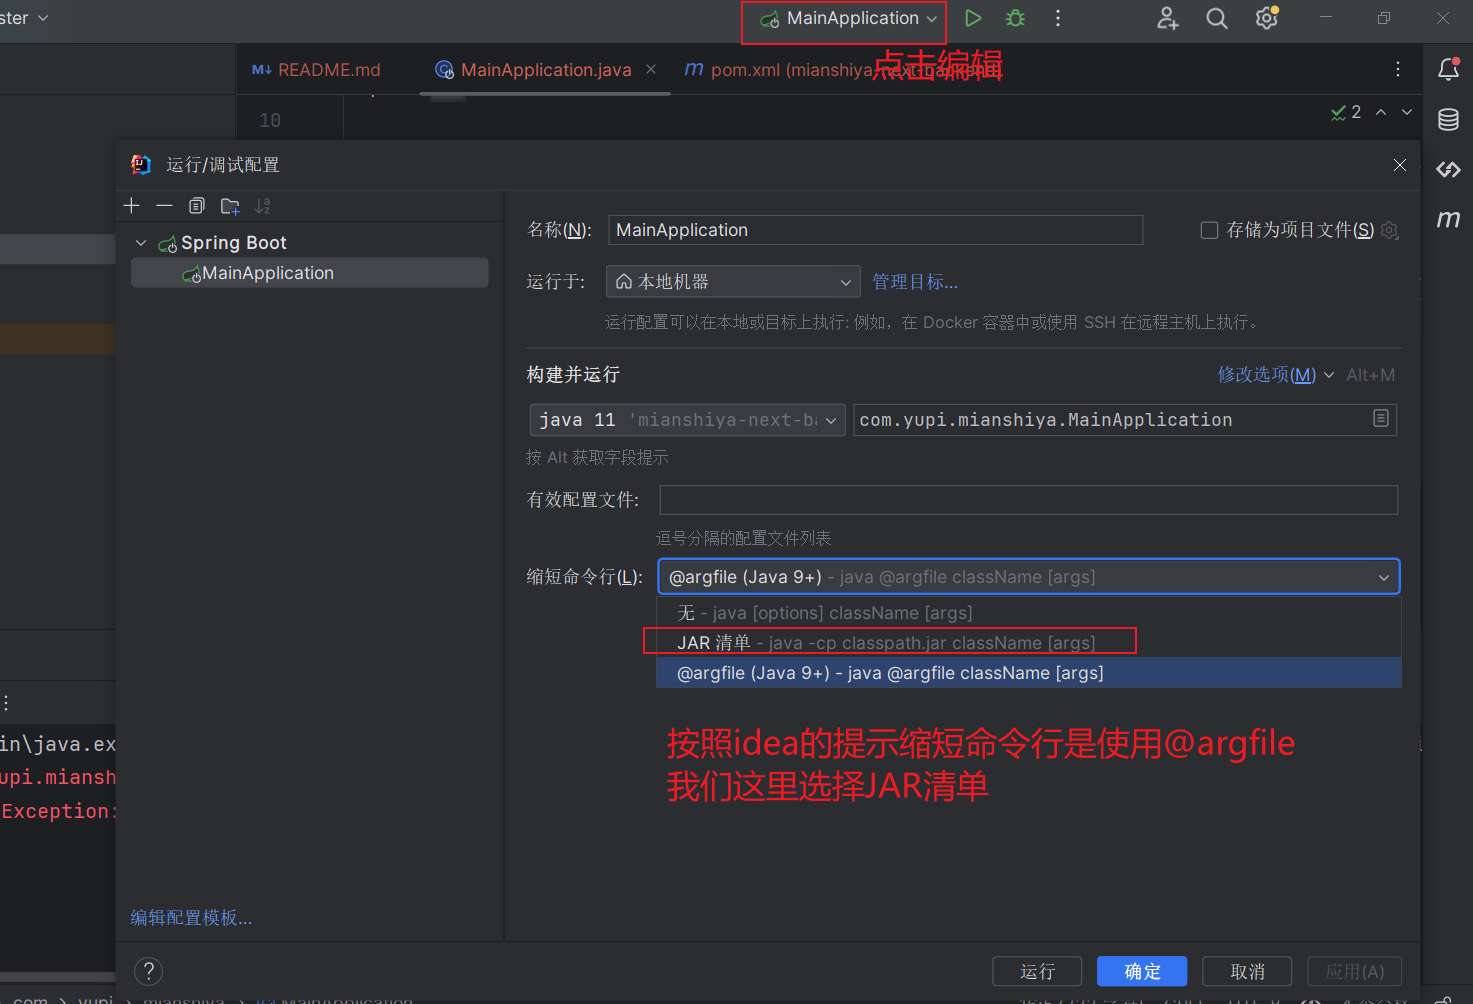 ster
MainApplication
点击编辑
README.md
MainApplication.java
pom.xml (mianshiya-next-backend)
10
2
运行/调试配置
Spring Boot
MainApplication
名称(N):
MainApplication
存储为项目文件(S)
运行于:
本地机器
管理目标...
运行配置可以在本地或目标上执行: 例如，在 Docker 容器中或使用 SSH 在远程主机上执行。
构建并运行
修改选项(M)
Alt+M
java 11 'mianshiya-next-ba
com.yupi.mianshiya.MainApplication
按 Alt 获取字段提示
有效配置文件:
逗号分隔的配置文件列表
缩短命令行(L):
@argfile (Java 9+) - java @argfile className [args]
无 - java [options] className [args]
JAR 清单 - java -cp classpath.jar className [args]
@argfile (Java 9+) - java @argfile className [args]
按照idea的提示缩短命令行是使用@argfile
我们这里选择JAR清单
in\java.ex
upi.miansh
Exception:
编辑配置模板...
?
运行
确定
取消
应用(A)
com
yupi
mianshiya
MainApplication